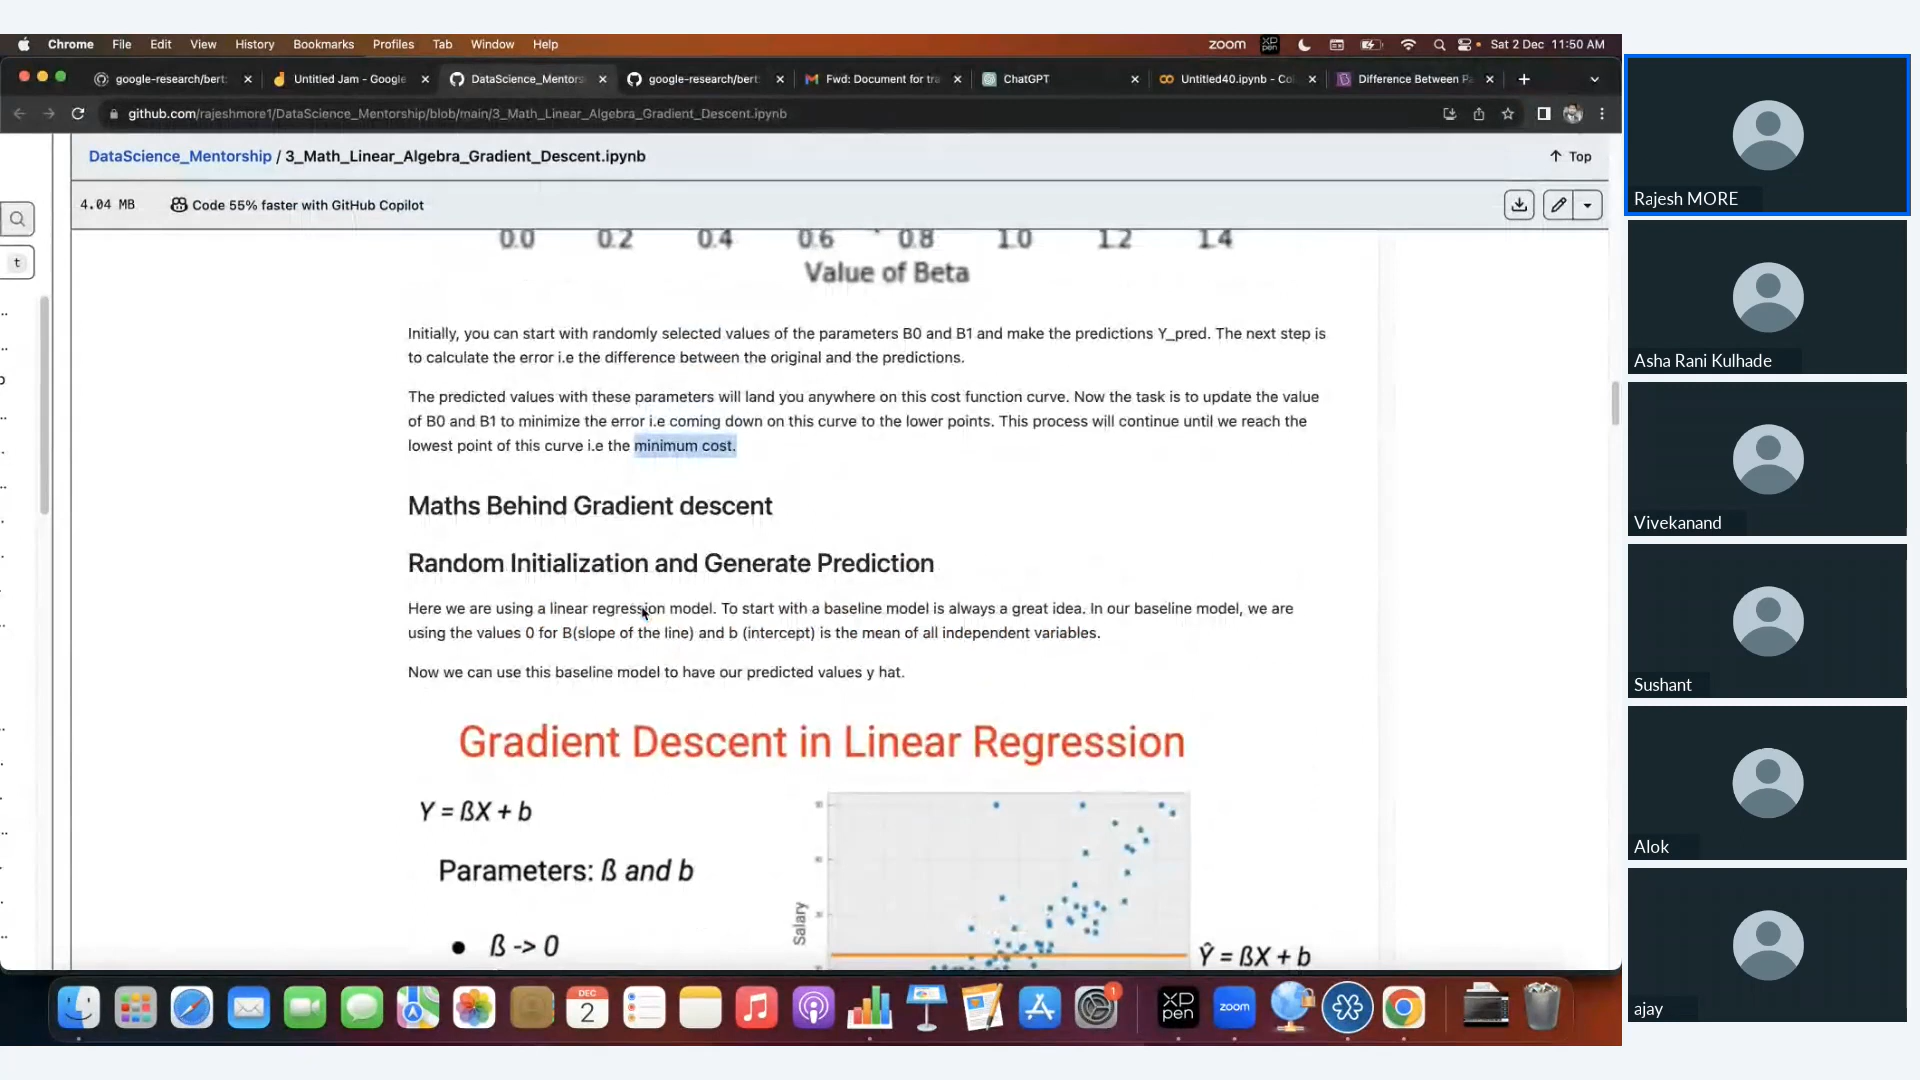 Chrome File Edit View History Bookmarks Profiles Tab Window Help
zoom XP PEN Sat 2 Dec 11:50 AM
google-research/bert: Untitled Jam - Google DataScience_Mentors google-research/bert: Fwd: Document for tra ChatGPT Untitled40.ipynb - Co Difference Between Pa
github.com/rajeshmore1/DataScience_Mentorship/blob/main/3_Math_Linear_Algebra_Gradient_Descent.ipynb
DataScience_Mentorship / 3_Math_Linear_Algebra_Gradient_Descent.ipynb
Top
4.04 MB Code 55% faster with GitHub Copilot
t
0.0 0.2 0.4 0.6 0.8 1.0 1.2 1.4
Value of Beta
Initially, you can start with randomly selected values of the parameters B0 and B1 and make the predictions Y_pred. The next step is
to calculate the error i.e the difference between the original and the predictions.
The predicted values with these parameters will land you anywhere on this cost function curve. Now the task is to update the value
of B0 and B1 to minimize the error i.e coming down on this curve to the lower points. This process will continue until we reach the
lowest point of this curve i.e the minimum cost.
Maths Behind Gradient descent
Random Initialization and Generate Prediction
Here we are using a linear regression model. To start with a baseline model is always a great idea. In our baseline model, we are
using the values 0 for B(slope of the line) and b (intercept) is the mean of all independent variables.
Now we can use this baseline model to have our predicted values y hat.
Gradient Descent in Linear Regression
Y = ßX + b
Parameters: ß and b
ß -> 0
Salary
Ŷ = ßX + b
DEC
2
1
XP
pen
zoom
Rajesh MORE
Asha Rani Kulhade
Vivekanand
Sushant
Alok
ajay